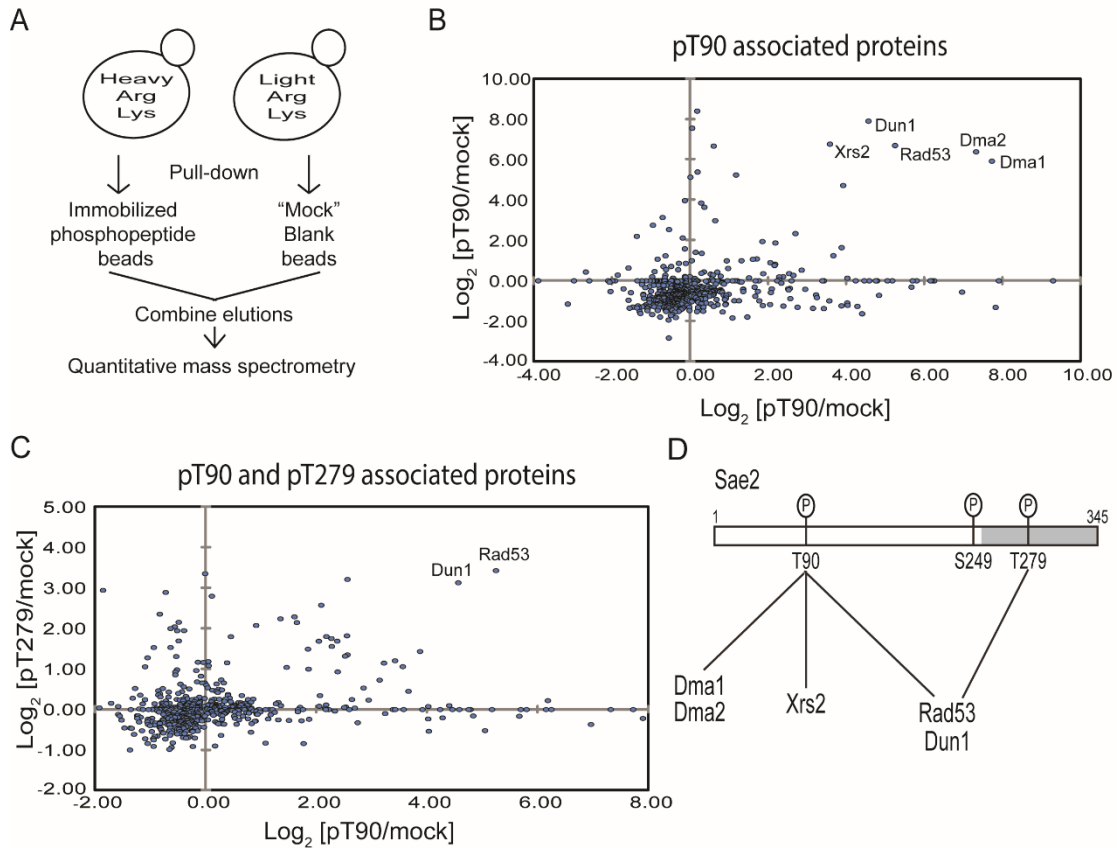 A
Heavy
Arg
Lys
Light
Arg
Lys
Pull-down
Immobilized
phosphopeptide
beads
“Mock”
Blank
beads
Combine elutions
Quantitative mass spectrometry
B
pT90 associated proteins
10.00
8.00
6.00
4.00
2.00
0.00
-2.00
-4.00
Log2 [pT90/mock]
Dun1
Xrs2
Rad53
Dma2
Dma1
-4.00 -2.00 0.00 2.00 4.00 6.00 8.00 10.00
Log2 [pT90/mock]
C
pT90 and pT279 associated proteins
5.00
4.00
3.00
2.00
1.00
0.00
-1.00
-2.00
Log2 [pT279/mock]
Rad53
Dun1
-2.00 0.00 2.00 4.00 6.00 8.00
Log2 [pT90/mock]
D
Sae2
P P P
1 345
T90 S249 T279
Dma1
Dma2
Xrs2
Rad53
Dun1